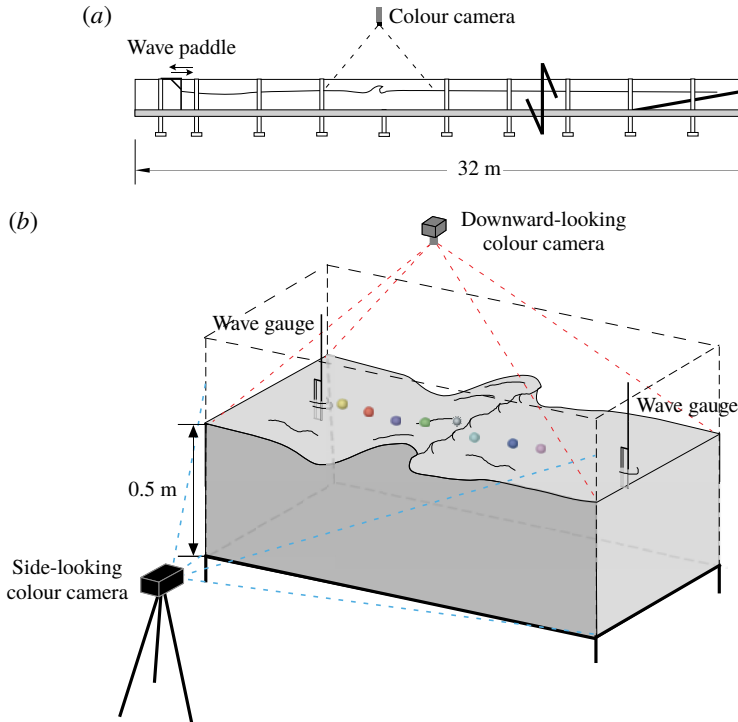 (a)
Colour camera
Wave paddle
32 m
(b)
Downward-looking
colour camera
Wave gauge
Wave gauge
0.5 m
Side-looking
colour camera